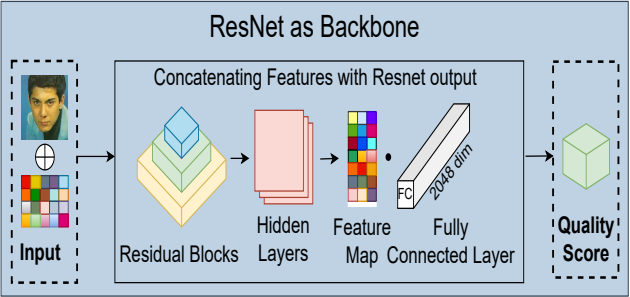 ResNet as Backbone
Concatenating Features with Resnet output
Input
Residual Blocks
Hidden
Layers
Feature
Map
FC
2048 dim
Fully
Connected Layer
Quality
Score